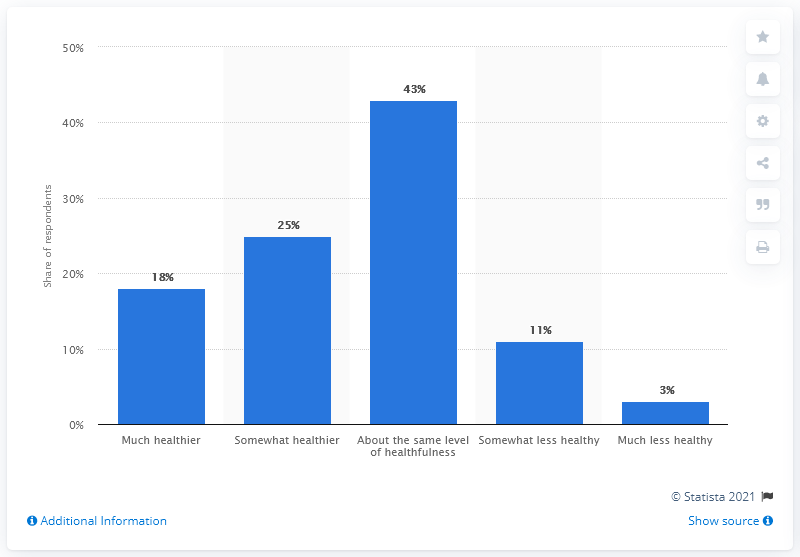 50%
40%
30%
20%
10%
0%
Share of respondents
18%
25%
43%
11%
3%
Much healthier
Somewhat healthier
About the same level
of healthfulness
Somewhat less healthy
Much less healthy
© Statista 2021
Additional Information
Show source